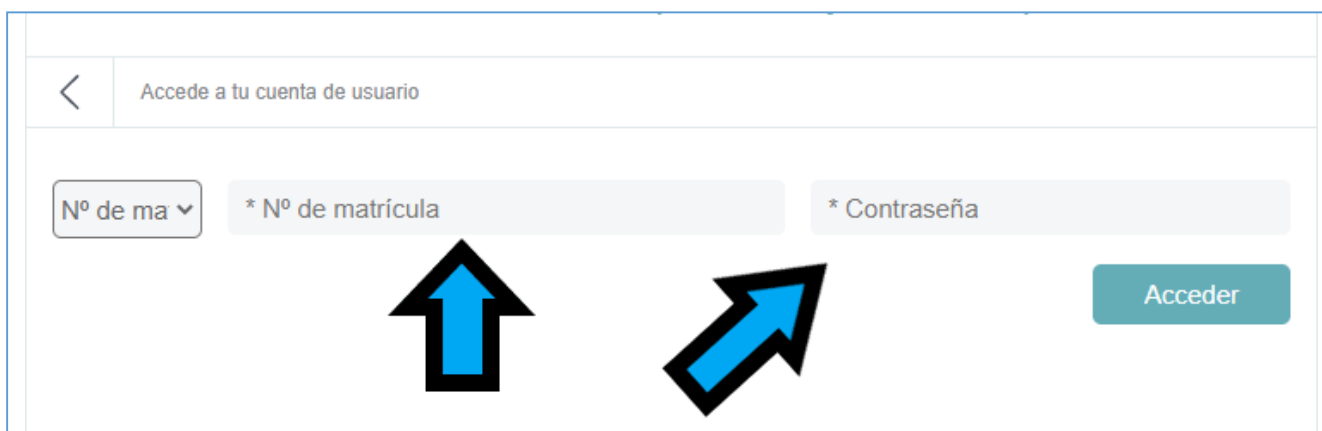 Accede a tu cuenta de usuario
Nº de ma
* Nº de matrícula
* Contraseña
Acceder